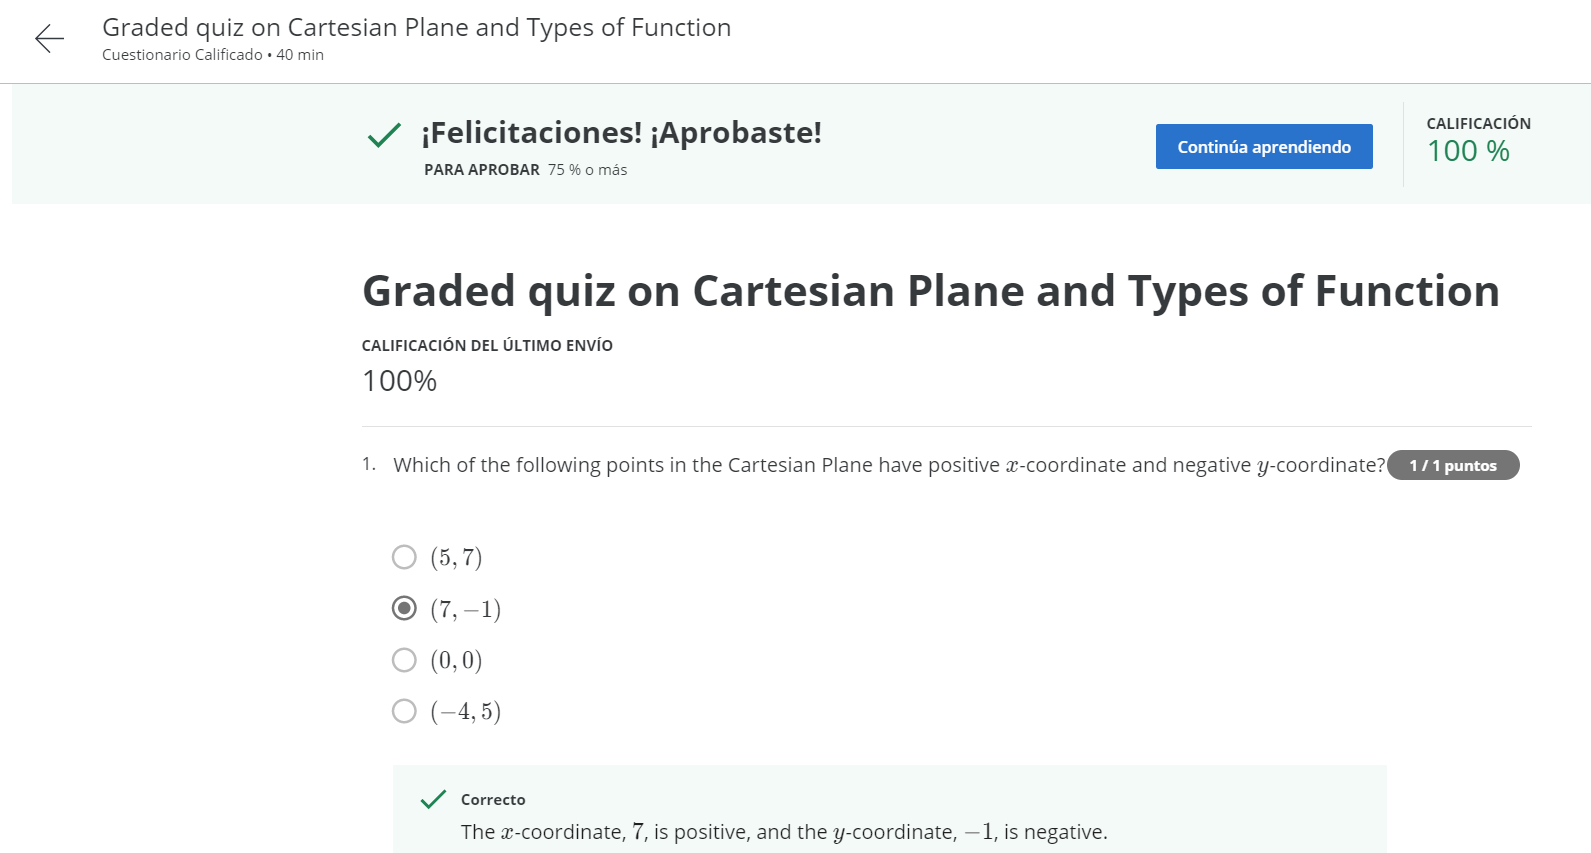 Graded quiz on Cartesian Plane and Types of Function
Cuestionario Calificado • 40 min
¡Felicitaciones! ¡Aprobaste!
PARA APROBAR 75 % o más
Continúa aprendiendo
CALIFICACIÓN
100 %
Graded quiz on Cartesian Plane and Types of Function
CALIFICACIÓN DEL ÚLTIMO ENVÍO
100%
1. Which of the following points in the Cartesian Plane have positive x-coordinate and negative y-coordinate? 1 / 1 puntos
(5, 7)
(7, −1)
(0, 0)
(−4, 5)
Correcto
The x-coordinate, 7, is positive, and the y-coordinate, −1, is negative.